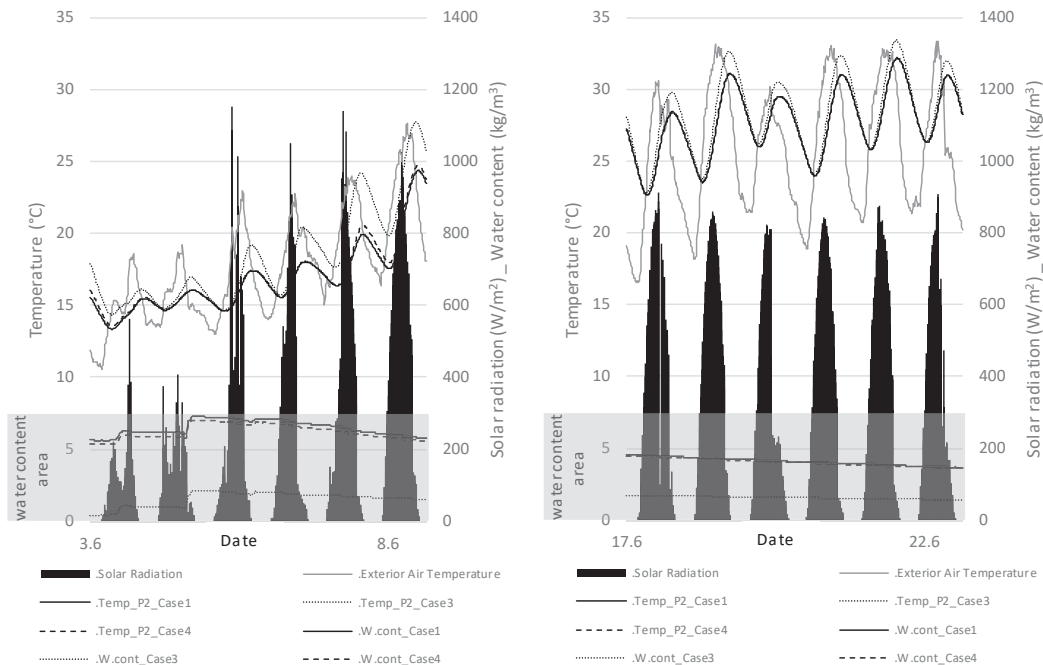 35
30
25
20
15
10
5
0
Temperature (°C)
water content
area
1400
1200
1000
800
600
400
200
0
Solar radiation (W/m²) _ Water content (kg/m³)
3.6
Date
8.6
.Solar Radiation
.Exterior Air Temperature
.Temp_P2_Case1
.Temp_P2_Case3
.Temp_P2_Case4
.W.cont_Case1
.W.cont_Case3
.W.cont_Case4
35
30
25
20
15
10
5
0
Temperature (°C)
water content
area
1400
1200
1000
800
600
400
200
0
Solar radiation (W/m²) _ Water content (kg/m³)
17.6
Date
22.6
.Solar Radiation
.Exterior Air Temperature
.Temp_P2_Case1
.Temp_P2_Case3
.Temp_P2_Case4
.W.cont_Case1
.W.cont_Case3
.W.cont_Case4